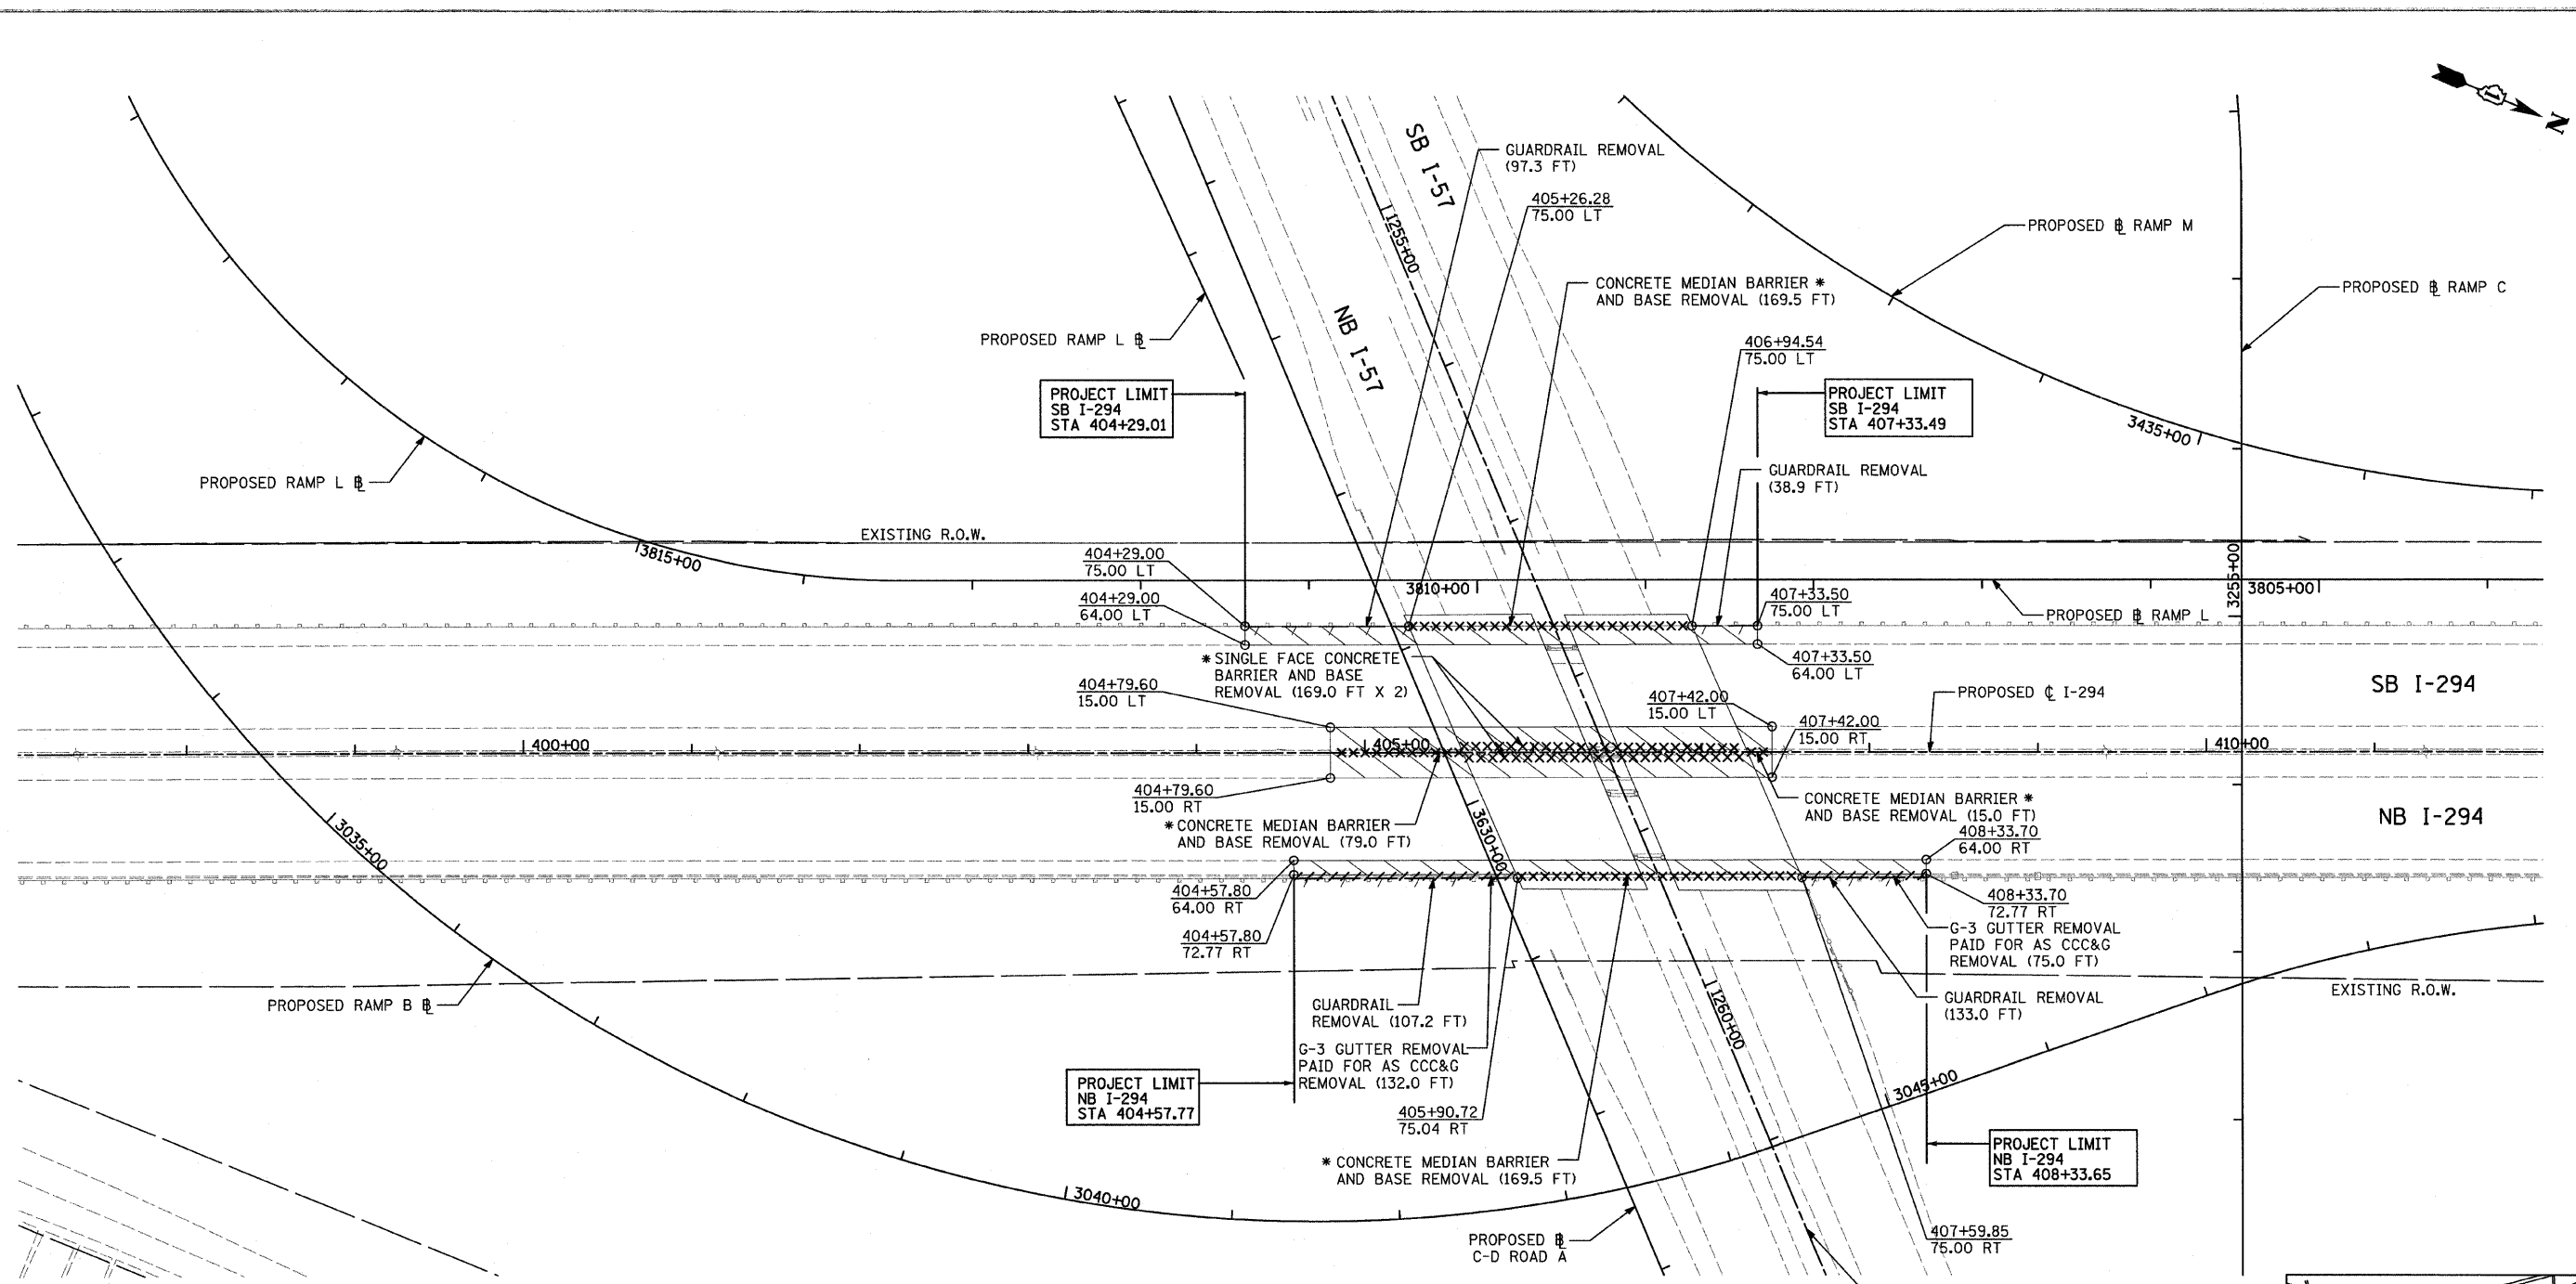 N
SB I-57
NB I-57
1255+00
GUARDRAIL REMOVAL
(97.3 FT)
405+26.28
75.00 LT
PROPOSED ⅊ RAMP M
CONCRETE MEDIAN BARRIER *
AND BASE REMOVAL (169.5 FT)
PROPOSED ⅊ RAMP C
PROPOSED RAMP L ⅊
406+94.54
75.00 LT
PROJECT LIMIT
SB I-294
STA 404+29.01
PROJECT LIMIT
SB I-294
STA 407+33.49
3435+00
PROPOSED RAMP L ⅊
GUARDRAIL REMOVAL
(38.9 FT)
EXISTING R.O.W.
3815+00
404+29.00
75.00 LT
404+29.00
64.00 LT
3810+00
407+33.50
75.00 LT
3255+00
3805+00
PROPOSED ⅊ RAMP L
*SINGLE FACE CONCRETE
BARRIER AND BASE
REMOVAL (169.0 FT X 2)
407+33.50
64.00 LT
404+79.60
15.00 LT
407+42.00
15.00 LT
PROPOSED ℄ I-294
SB I-294
407+42.00
15.00 RT
400+00
405+00
410+00
404+79.60
15.00 RT
*CONCRETE MEDIAN BARRIER
AND BASE REMOVAL (79.0 FT)
3630+00
CONCRETE MEDIAN BARRIER *
AND BASE REMOVAL (15.0 FT)
NB I-294
408+33.70
64.00 RT
3035+00
404+57.80
64.00 RT
408+33.70
72.77 RT
404+57.80
72.77 RT
G-3 GUTTER REMOVAL
PAID FOR AS CCC&G
REMOVAL (75.0 FT)
PROPOSED RAMP B ⅊
GUARDRAIL
REMOVAL (107.2 FT)
1260+00
GUARDRAIL REMOVAL
(133.0 FT)
EXISTING R.O.W.
G-3 GUTTER REMOVAL
PAID FOR AS CCC&G
REMOVAL (132.0 FT)
PROJECT LIMIT
NB I-294
STA 404+57.77
3045+00
405+90.72
75.04 RT
PROJECT LIMIT
NB I-294
STA 408+33.65
* CONCRETE MEDIAN BARRIER
AND BASE REMOVAL (169.5 FT)
3040+00
407+59.85
75.00 RT
PROPOSED ⅊
C-D ROAD A